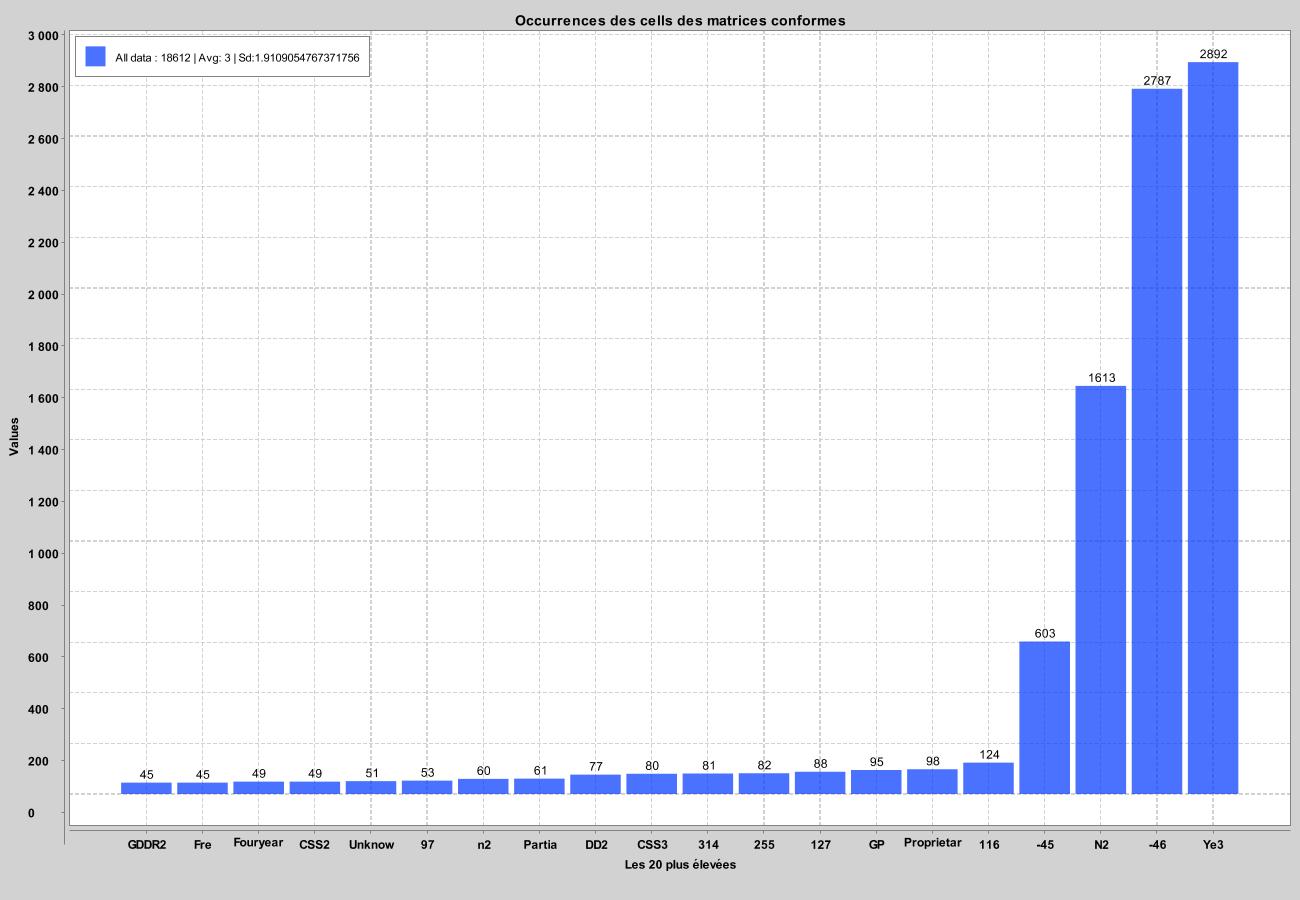 Occurrences des cells des matrices conformes
All data : 18612 | Avg: 3 | Sd:1.9109054767371756
3 000
2 800
2 600
2 400
2 200
2 000
1 800
1 600
1 400
1 200
1 000
800
600
400
200
0
Values
45 45 49 49 51 53 60 61 77 80 81 82 88 95 98 124 603 1613 2787 2892
GDDR2 Fre Fouryear CSS2 Unknow 97 n2 Partia DD2 CSS3 314 255 127 GP Proprietar 116 -45 N2 -46 Ye3
Les 20 plus élevées